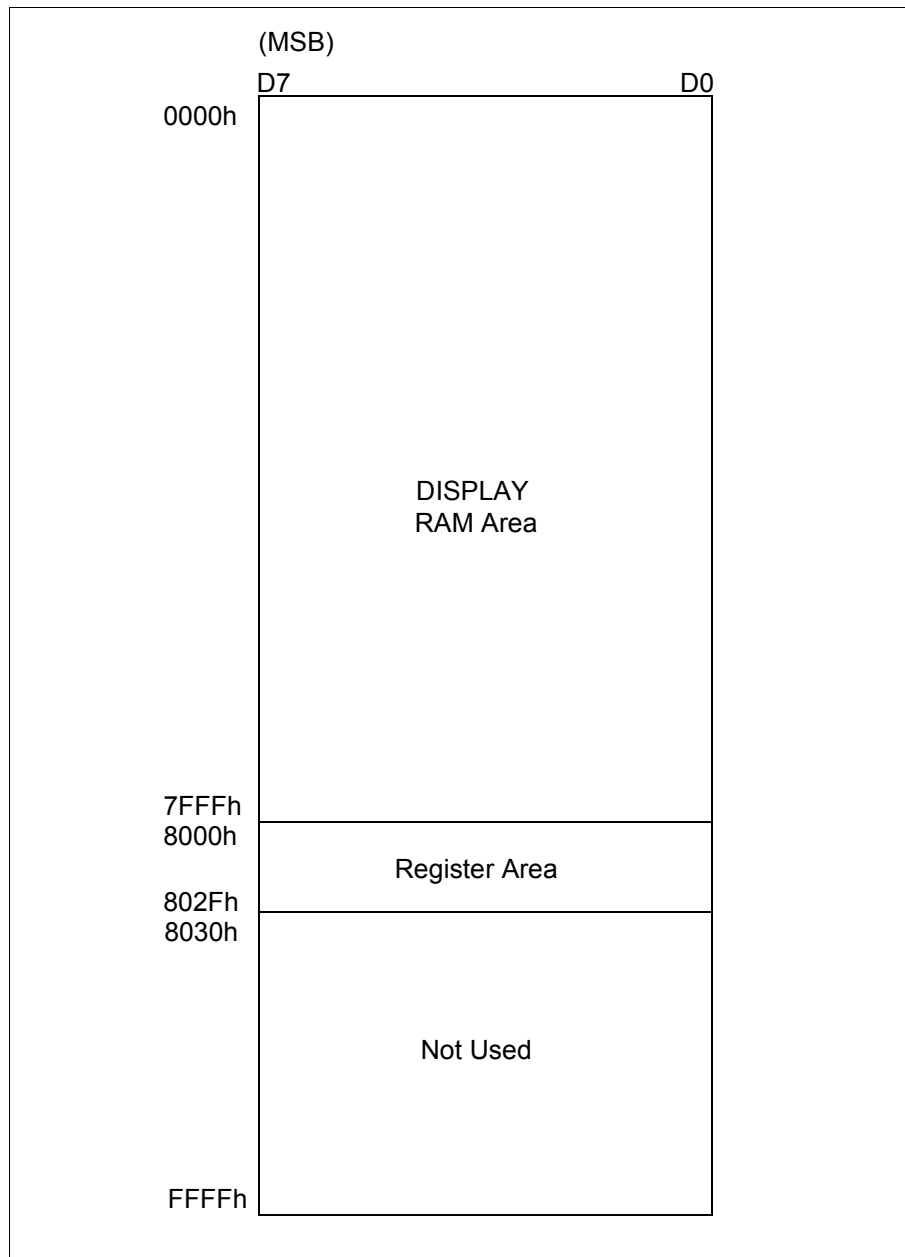 (MSB)
D7 D0
0000h
DISPLAY
RAM Area
7FFFh
8000h
Register Area
802Fh
8030h
Not Used
FFFFh